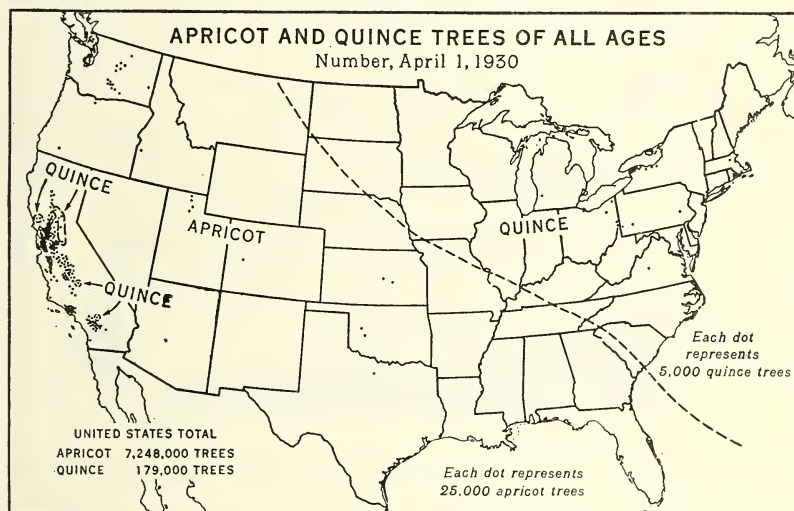 APRICOT AND QUINCE TREES OF ALL AGES
Number, April 1, 1930
QUINCE
APRICOT
QUINCE
QUINCE
Each dot
represents
5,000 quince trees
UNITED STATES TOTAL
APRICOT 7,248,000 TREES
QUINCE 179,000 TREES
Each dot represents
25,000 apricot trees